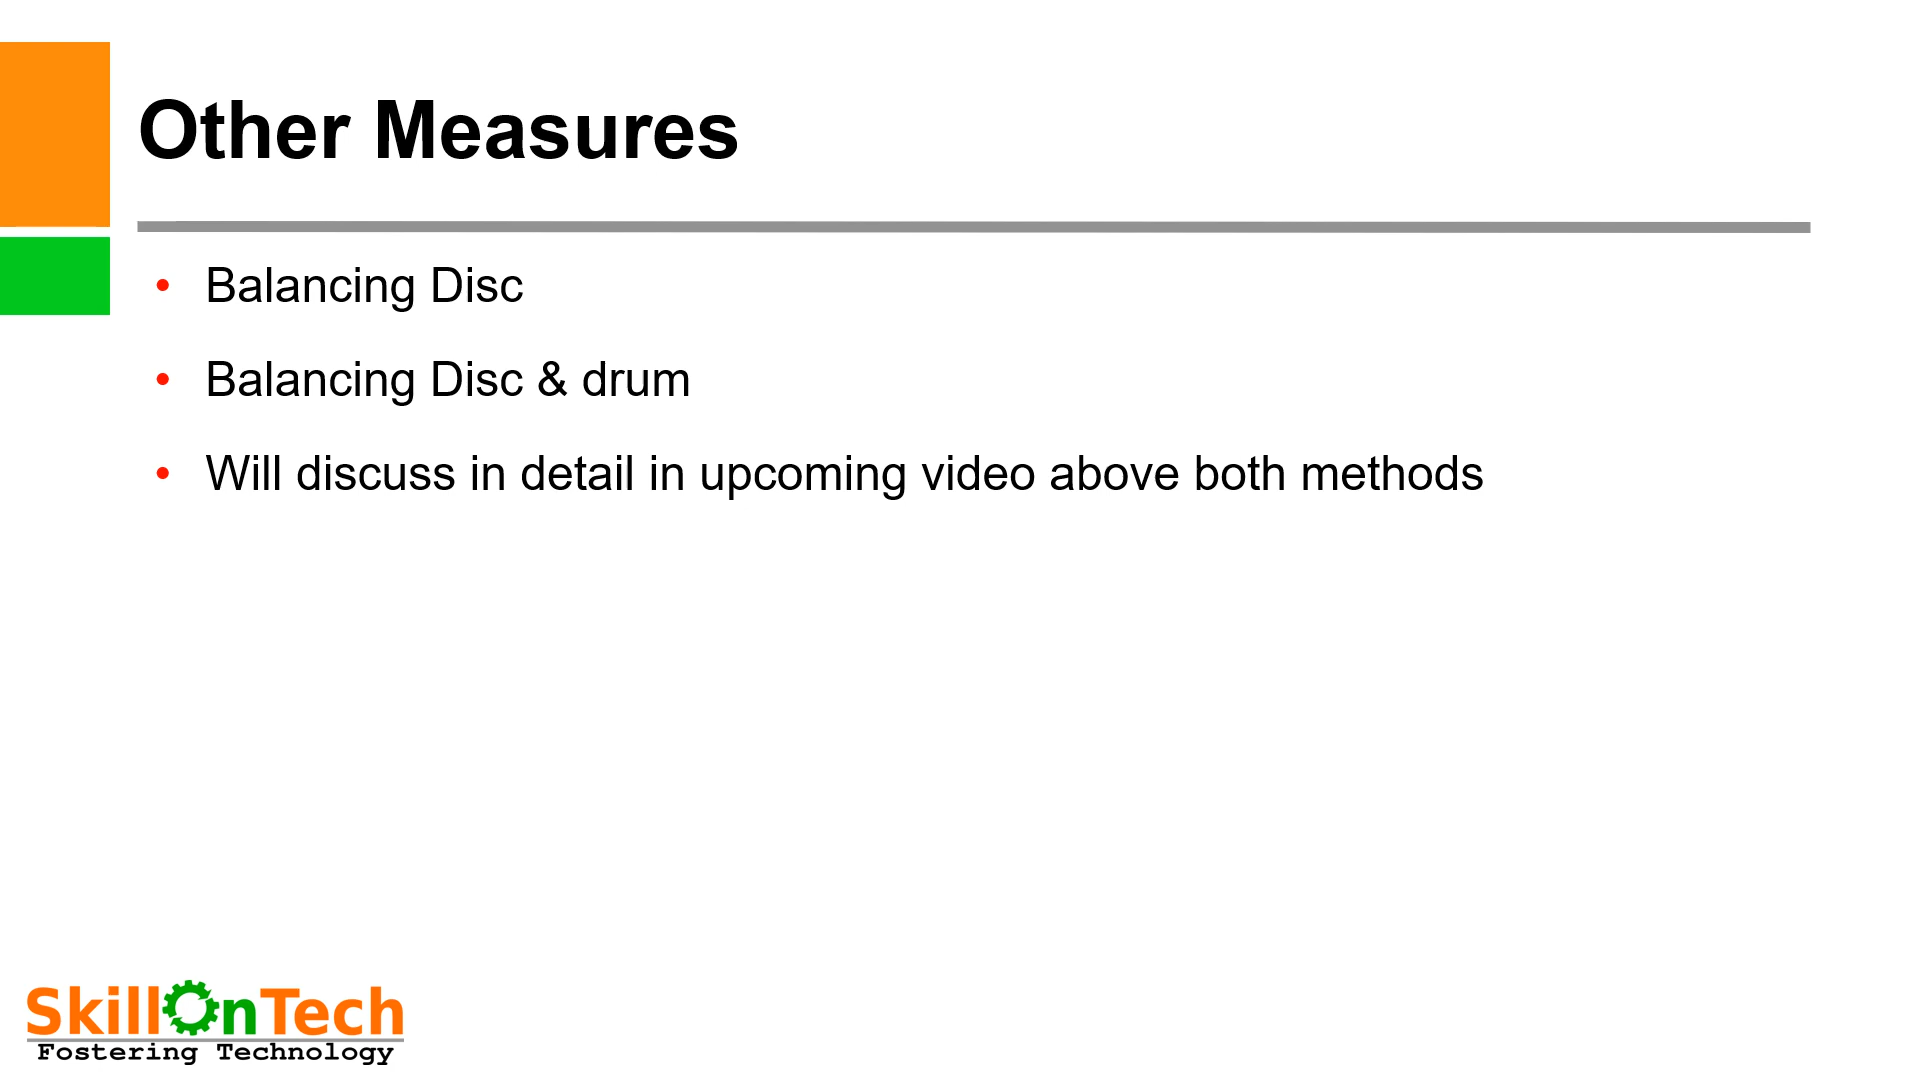 Other Measures
• Balancing Disc
• Balancing Disc & drum
• Will discuss in detail in upcoming video above both methods
SkillOnTech
Fostering Technology